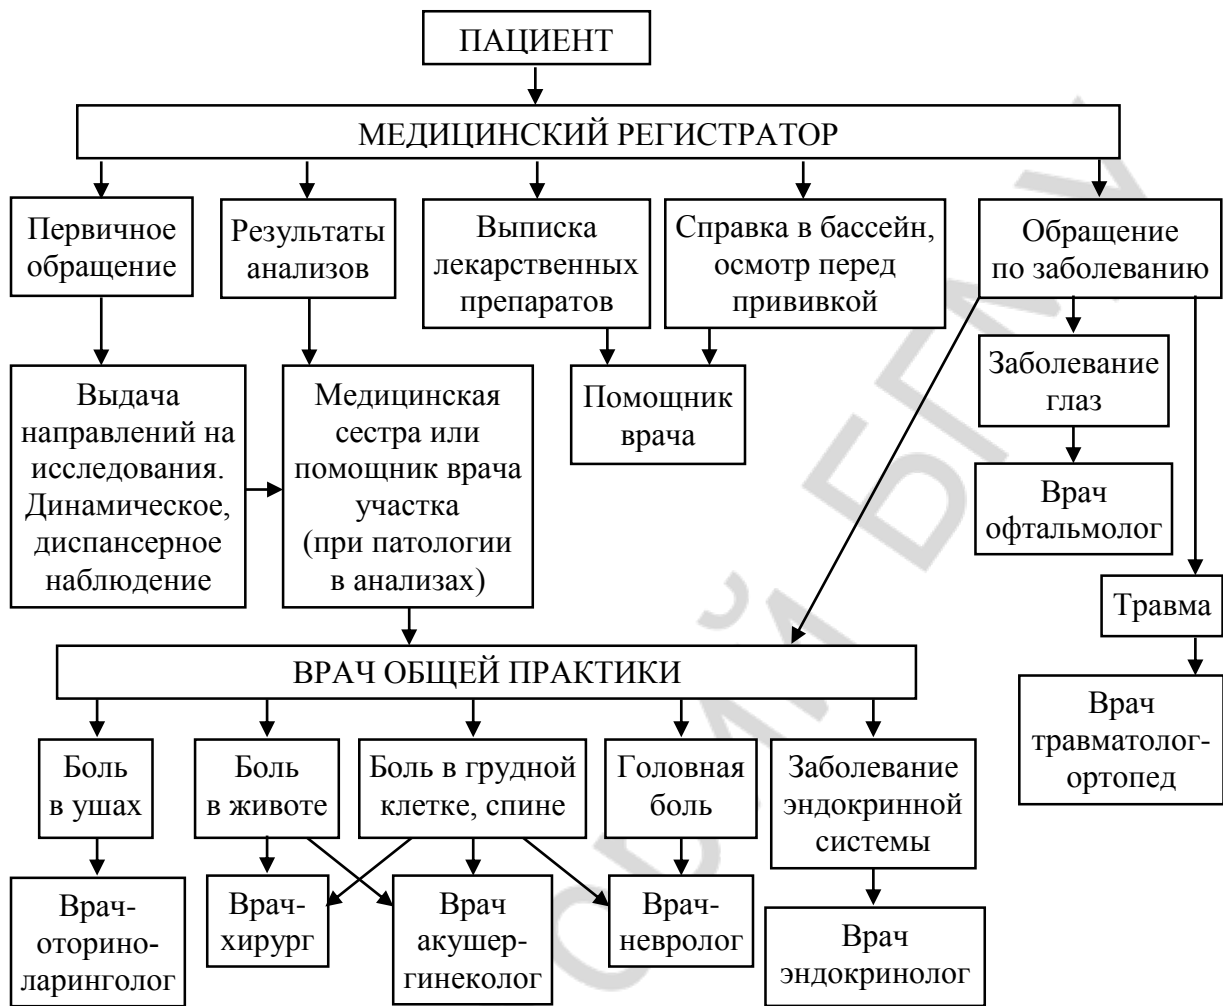 ПАЦИЕНТ
МЕДИЦИНСКИЙ РЕГИСТРАТОР
Первичное
обращение
Результаты
анализов
Выписка
лекарственных
препаратов
Справка в бассейн,
осмотр перед
прививкой
Обращение
по заболеванию
Выдача
направлений на
исследования.
Динамическое,
диспансерное
наблюдение
Медицинская
сестра или
помощник врача
участка
(при патологии
в анализах)
Помощник
врача
Заболевание
глаз
Врач
офтальмолог
Травма
Врач
травматолог-
ортопед
ВРАЧ ОБЩЕЙ ПРАКТИКИ
Боль
в ушах
Боль
в животе
Боль в грудной
клетке, спине
Головная
боль
Заболевание
эндокринной
системы
Врач-
оторино-
ларинголог
Врач-
хирург
Врач
акушер-
гинеколог
Врач-
невролог
Врач
эндокринолог